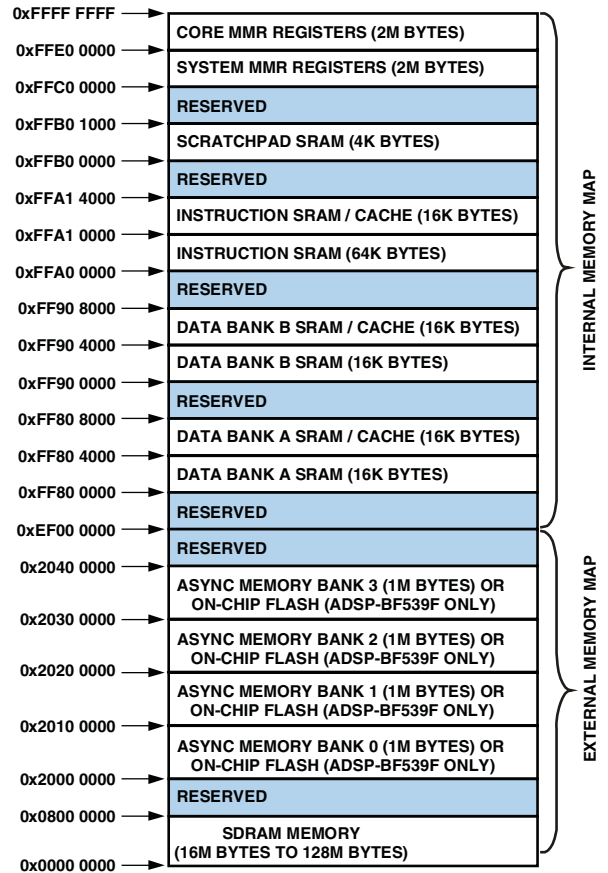 0xFFFF FFFF
CORE MMR REGISTERS (2M BYTES)
0xFFE0 0000
SYSTEM MMR REGISTERS (2M BYTES)
0xFFC0 0000
RESERVED
0xFFB0 1000
SCRATCHPAD SRAM (4K BYTES)
0xFFB0 0000
RESERVED
0xFFA1 4000
INSTRUCTION SRAM / CACHE (16K BYTES)
0xFFA1 0000
INSTRUCTION SRAM (64K BYTES)
0xFFA0 0000
RESERVED
0xFF90 8000
DATA BANK B SRAM / CACHE (16K BYTES)
0xFF90 4000
DATA BANK B SRAM (16K BYTES)
0xFF90 0000
RESERVED
0xFF80 8000
DATA BANK A SRAM / CACHE (16K BYTES)
0xFF80 4000
DATA BANK A SRAM (16K BYTES)
0xFF80 0000
RESERVED
0xEF00 0000
RESERVED
0x2040 0000
ASYNC MEMORY BANK 3 (1M BYTES) OR
ON-CHIP FLASH (ADSP-BF539F ONLY)
0x2030 0000
ASYNC MEMORY BANK 2 (1M BYTES) OR
ON-CHIP FLASH (ADSP-BF539F ONLY)
0x2020 0000
ASYNC MEMORY BANK 1 (1M BYTES) OR
ON-CHIP FLASH (ADSP-BF539F ONLY)
0x2010 0000
ASYNC MEMORY BANK 0 (1M BYTES) OR
ON-CHIP FLASH (ADSP-BF539F ONLY)
0x2000 0000
RESERVED
0x0800 0000
SDRAM MEMORY
(16M BYTES TO 128M BYTES)
0x0000 0000
INTERNAL MEMORY MAP
EXTERNAL MEMORY MAP